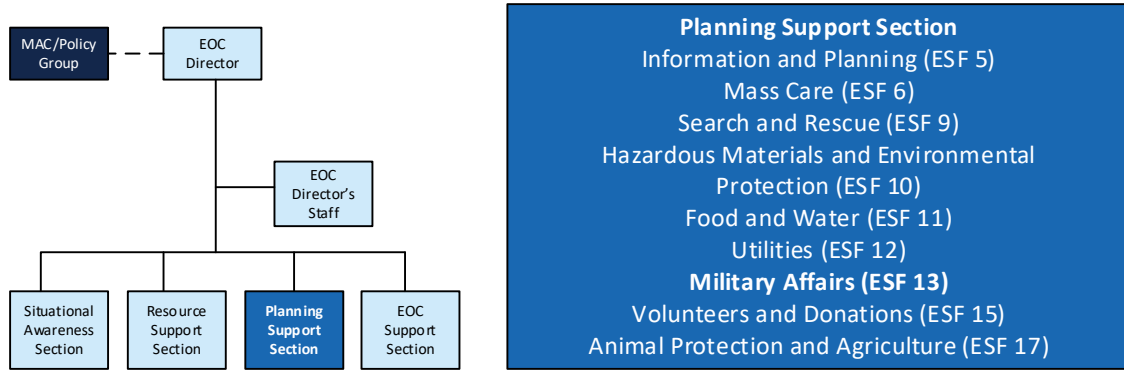 MAC/Policy
Group
EOC
Director
EOC
Director's
Staff
Situational
Awareness
Section
Resource
Support
Section
Planning
Support
Section
EOC
Support
Section
Planning Support Section
Information and Planning (ESF 5)
Mass Care (ESF 6)
Search and Rescue (ESF 9)
Hazardous Materials and Environmental
Protection (ESF 10)
Food and Water (ESF 11)
Utilities (ESF 12)
Military Affairs (ESF 13)
Volunteers and Donations (ESF 15)
Animal Protection and Agriculture (ESF 17)